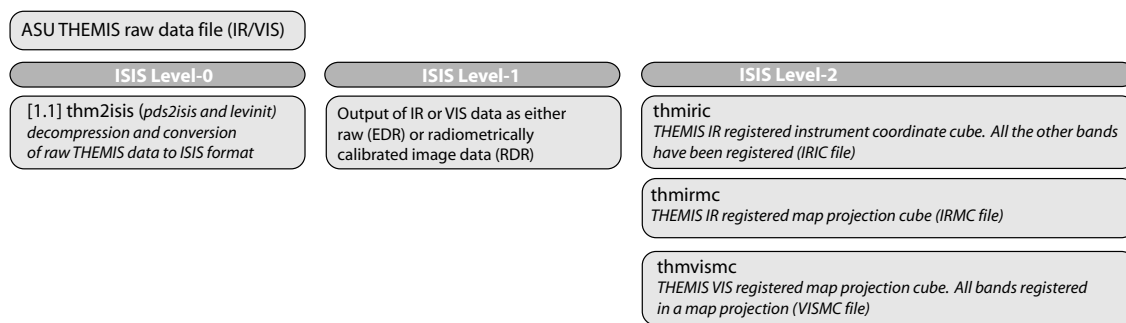 ASU THEMIS raw data file (IR/VIS)
ISIS Level-0
[1.1] thm2isis (pds2isis and levinit)
decompression and conversion
of raw THEMIS data to ISIS format
ISIS Level-1
Output of IR or VIS data as either
raw (EDR) or radiometrically
calibrated image data (RDR)
ISIS Level-2
thmiric
THEMIS IR registered instrument coordinate cube. All the other bands
have been registered (IRIC file)
thmirmc
THEMIS IR registered map projection cube (IRMC file)
thmvismc
THEMIS VIS registered map projection cube. All bands registered
in a map projection (VISMC file)